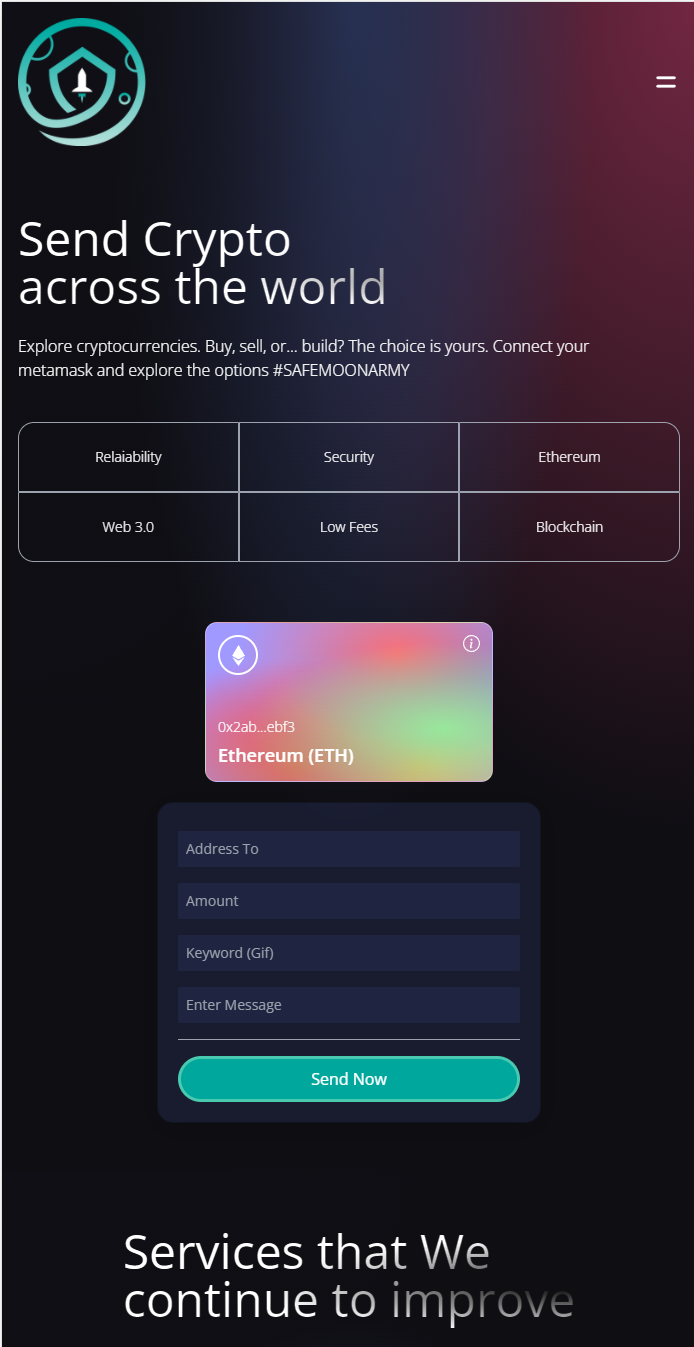 Send Crypto
across the world
Explore cryptocurrencies. Buy, sell, or... build? The choice is yours. Connect your
metamask and explore the options #SAFEMOONARMY
Relaiability
Security
Ethereum
Web 3.0
Low Fees
Blockchain
0x2ab...ebf3
Ethereum (ETH)
Address To
Amount
Keyword (Gif)
Enter Message
Send Now
Services that We
continue to improve